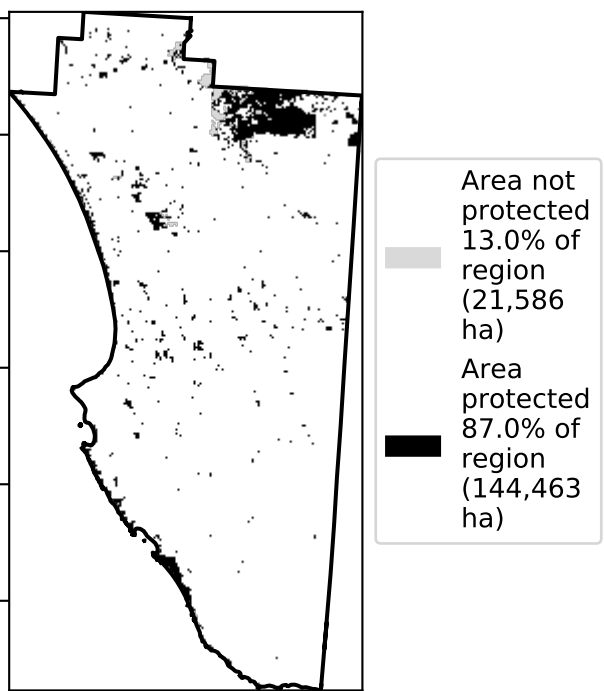 Area not
protected
13.0% of
region
(21,586
ha)
Area
protected
87.0% of
region
(144,463
ha)